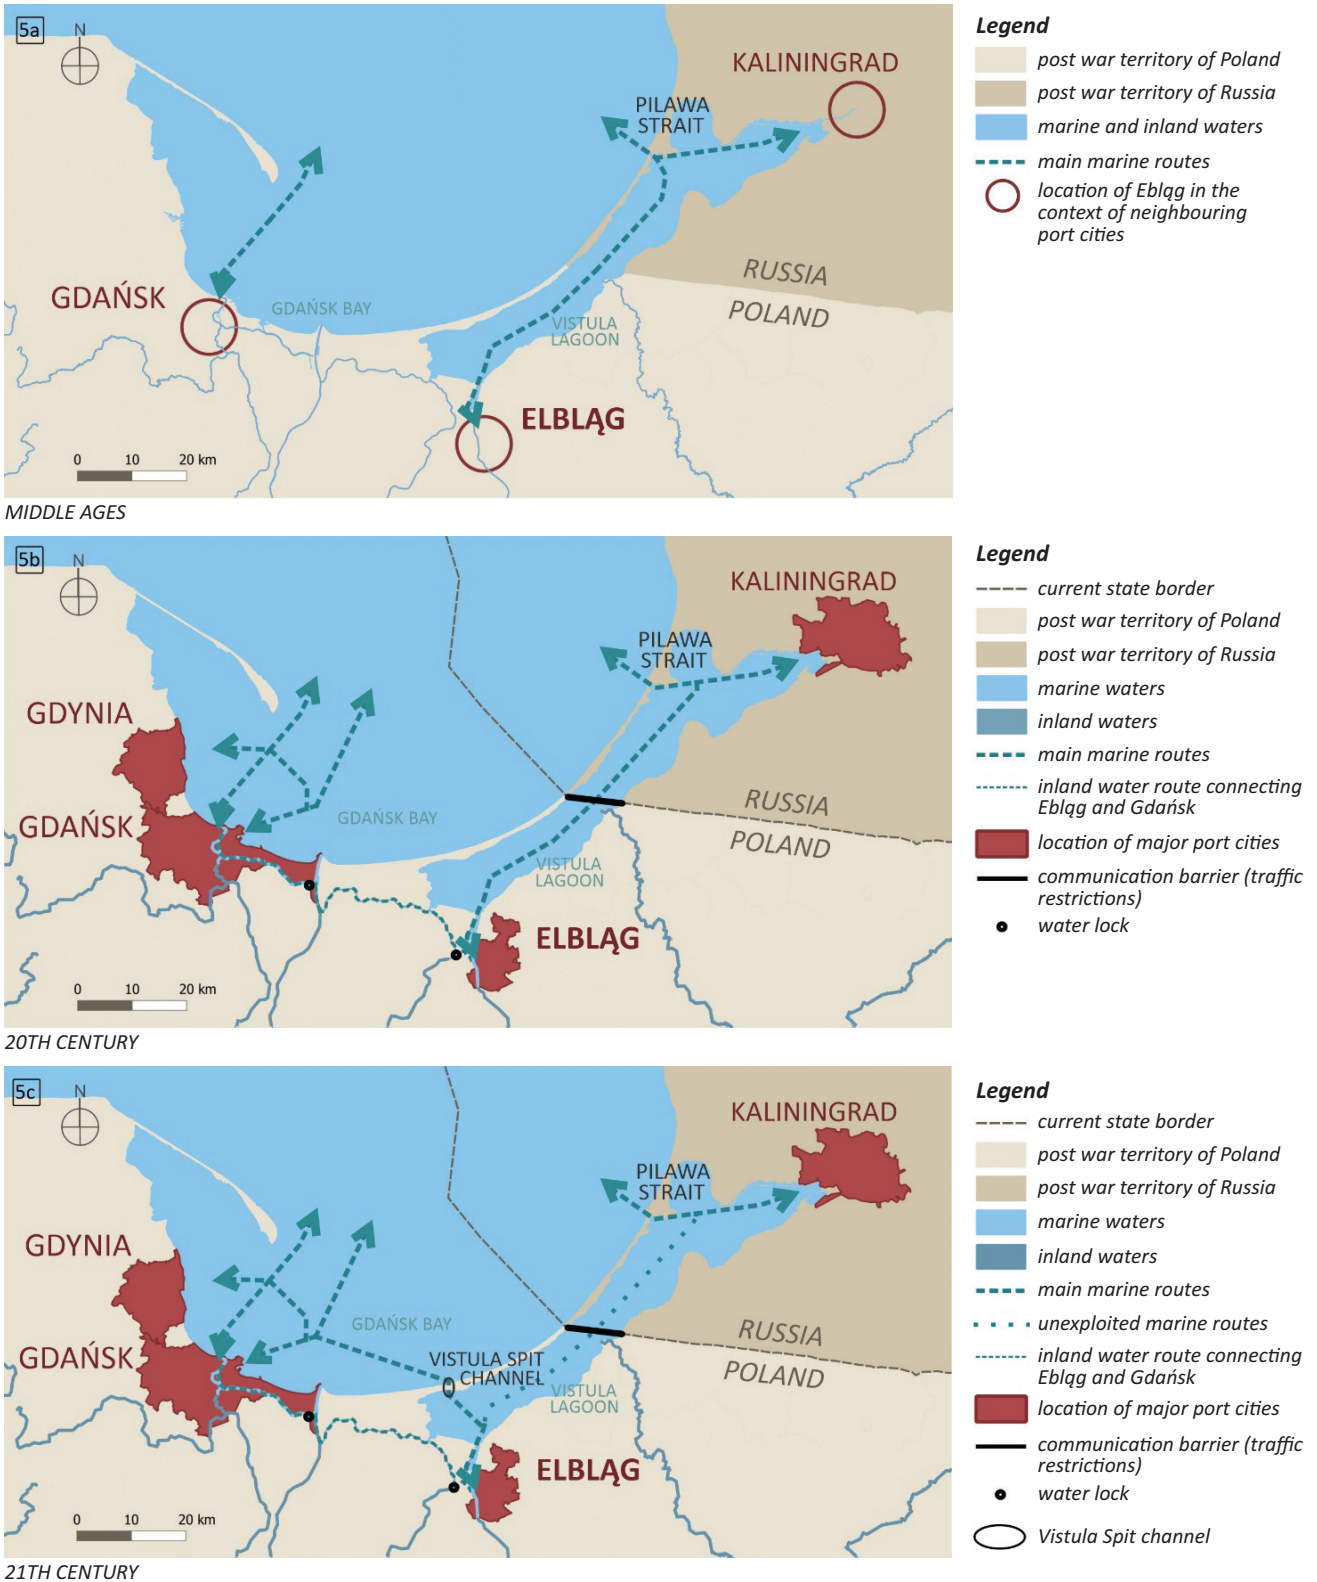 5a
N
KALININGRAD
PILAWA
STRAIT
GDAŃSK
GDAŃSK BAY
RUSSIA
POLAND
VISTULA
LAGOON
ELBLĄG
0 10 20 km
MIDDLE AGES
Legend
post war territory of Poland
post war territory of Russia
marine and inland waters
main marine routes
location of Ebląg in the
context of neighbouring
port cities
5b
N
KALININGRAD
PILAWA
STRAIT
GDYNIA
GDAŃSK
GDAŃSK BAY
RUSSIA
POLAND
VISTULA
LAGOON
ELBLĄG
0 10 20 km
20TH CENTURY
Legend
current state border
post war territory of Poland
post war territory of Russia
marine waters
inland waters
main marine routes
inland water route connecting
Ebląg and Gdańsk
location of major port cities
communication barrier (traffic
restrictions)
water lock
5c
N
KALININGRAD
PILAWA
STRAIT
GDYNIA
GDAŃSK
GDAŃSK BAY
RUSSIA
POLAND
VISTULA SPIT
CHANNEL
VISTULA
LAGOON
ELBLĄG
0 10 20 km
21TH CENTURY
Legend
current state border
post war territory of Poland
post war territory of Russia
marine waters
inland waters
main marine routes
unexploited marine routes
inland water route connecting
Ebląg and Gdańsk
location of major port cities
communication barrier (traffic
restrictions)
water lock
Vistula Spit channel